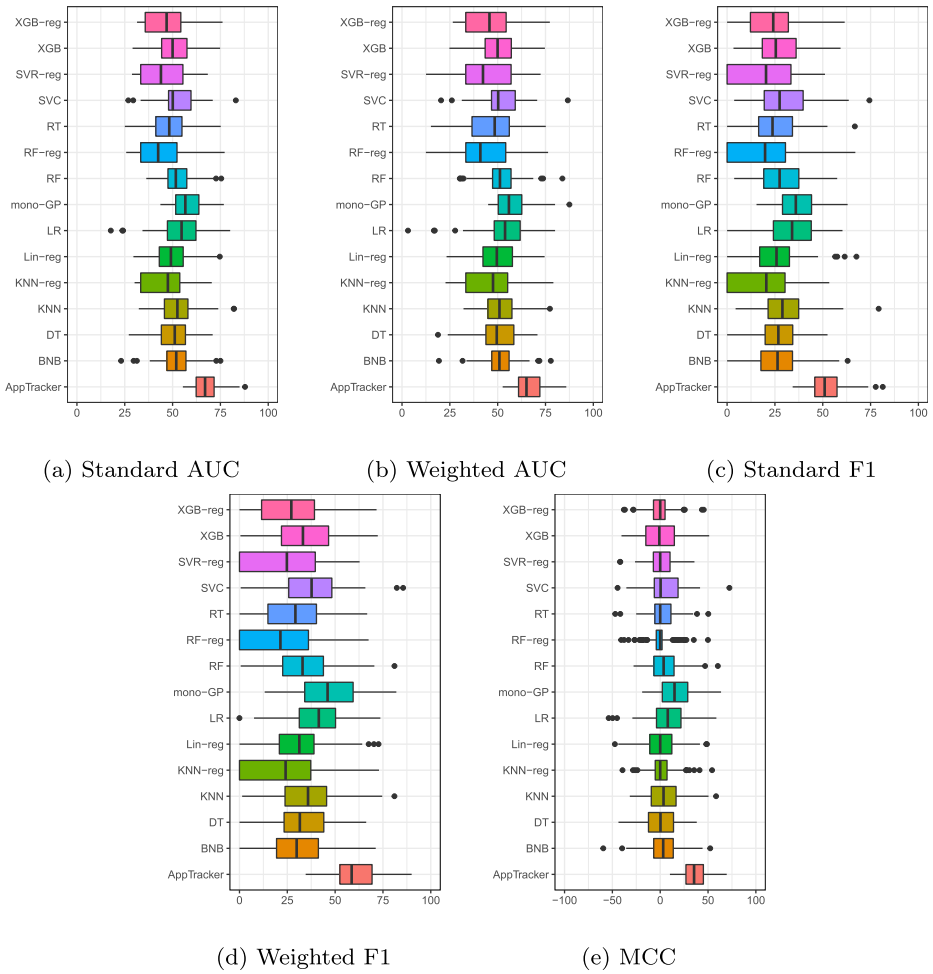 XGB−reg
XGB
SVR−reg
SVC
RT
RF−reg
RF
mono−GP
LR
Lin−reg
KNN−reg
KNN
DT
BNB
AppTracker
0 25 50 75 100
(a) Standard AUC
XGB−reg
XGB
SVR−reg
SVC
RT
RF−reg
RF
mono−GP
LR
Lin−reg
KNN−reg
KNN
DT
BNB
AppTracker
0 25 50 75 100
(b) Weighted AUC
XGB−reg
XGB
SVR−reg
SVC
RT
RF−reg
RF
mono−GP
LR
Lin−reg
KNN−reg
KNN
DT
BNB
AppTracker
0 25 50 75 100
(c) Standard F1
XGB−reg
XGB
SVR−reg
SVC
RT
RF−reg
RF
mono−GP
LR
Lin−reg
KNN−reg
KNN
DT
BNB
AppTracker
0 25 50 75 100
(d) Weighted F1
XGB−reg
XGB
SVR−reg
SVC
RT
RF−reg
RF
mono−GP
LR
Lin−reg
KNN−reg
KNN
DT
BNB
AppTracker
−100 −50 0 50 100
(e) MCC